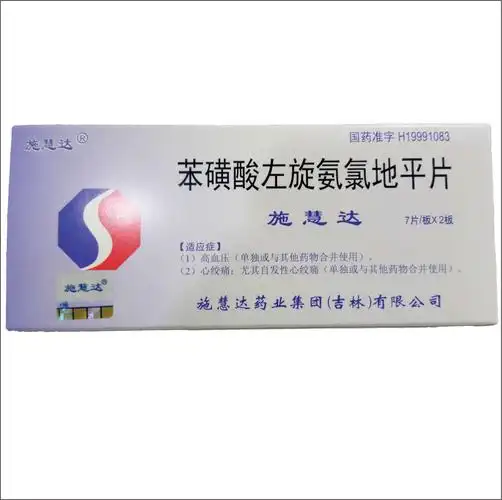 施慧达®
国药准字 H19991083
苯磺酸左旋氨氯地平片
施慧达
7片/板X2板
【适应症】
（1）高血压（单独或与其他药物合并使用）。
（2）心绞痛：尤其自发性心绞痛（单独或与其他药物合并使用）。
施慧达®
施慧达药业集团(吉林)有限公司